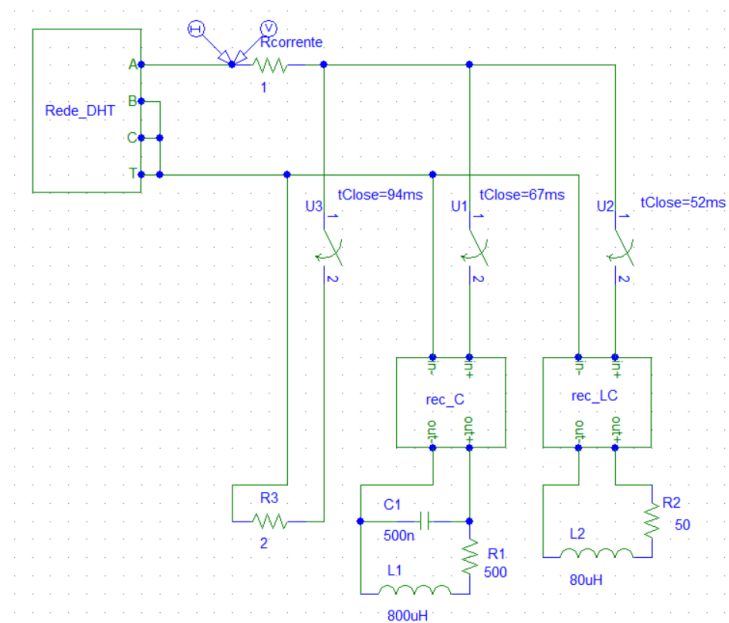 I
V
Rcorrente
1
Rede_DHT
A
B
C
T
tClose=94ms
tClose=67ms
tClose=52ms
U3
1
2
U1
1
2
U2
1
2
in-
in+
rec_C
out-
out+
in-
in+
rec_LC
out-
out+
R3
2
C1
500n
R1
500
L1
800uH
R2
50
L2
80uH